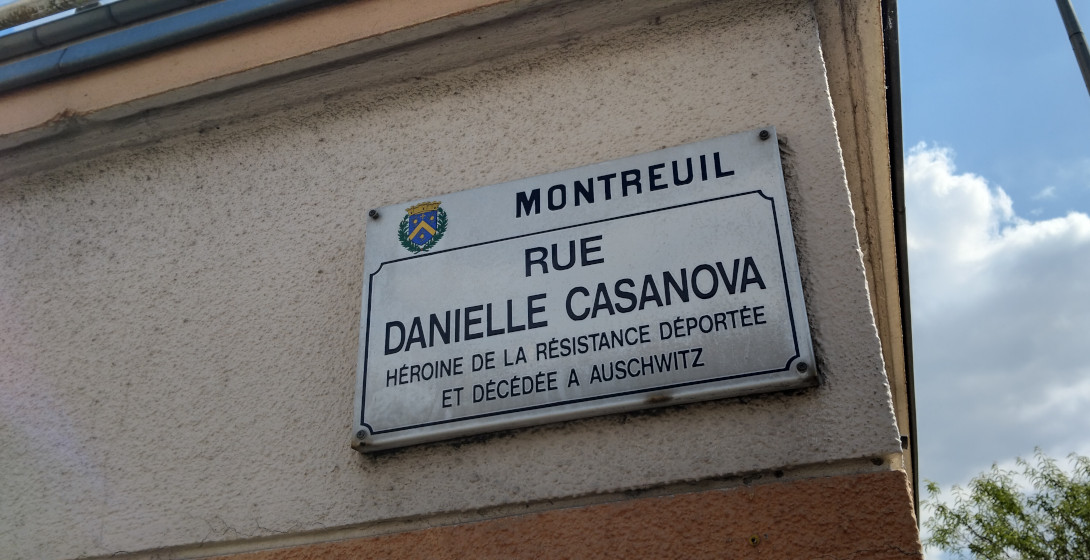 MONTREUIL
RUE
DANIELLE CASANOVA
HÉROINE DE LA RÉSISTANCE DÉPORTÉE
ET DÉCÉDÉE A AUSCHWITZ